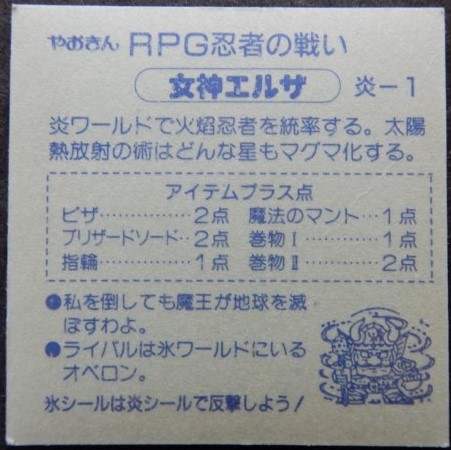 やおきん RPG忍者の戦い
女神エルザ 炎-1
炎ワールドで火焰忍者を統率する。太陽
熱放射の術はどんな星もマグマ化する。
アイテムプラス点
ピザ…………2点 魔法のマント…1点
ブリザードソード…2点 巻物I…………1点
指輪…………1点 巻物II…………2点
●私を倒しても魔王が地球を滅
ぼすわよ。
●ライバルは氷ワールドにいる
オベロン。
氷シールは炎シールで反撃しよう!